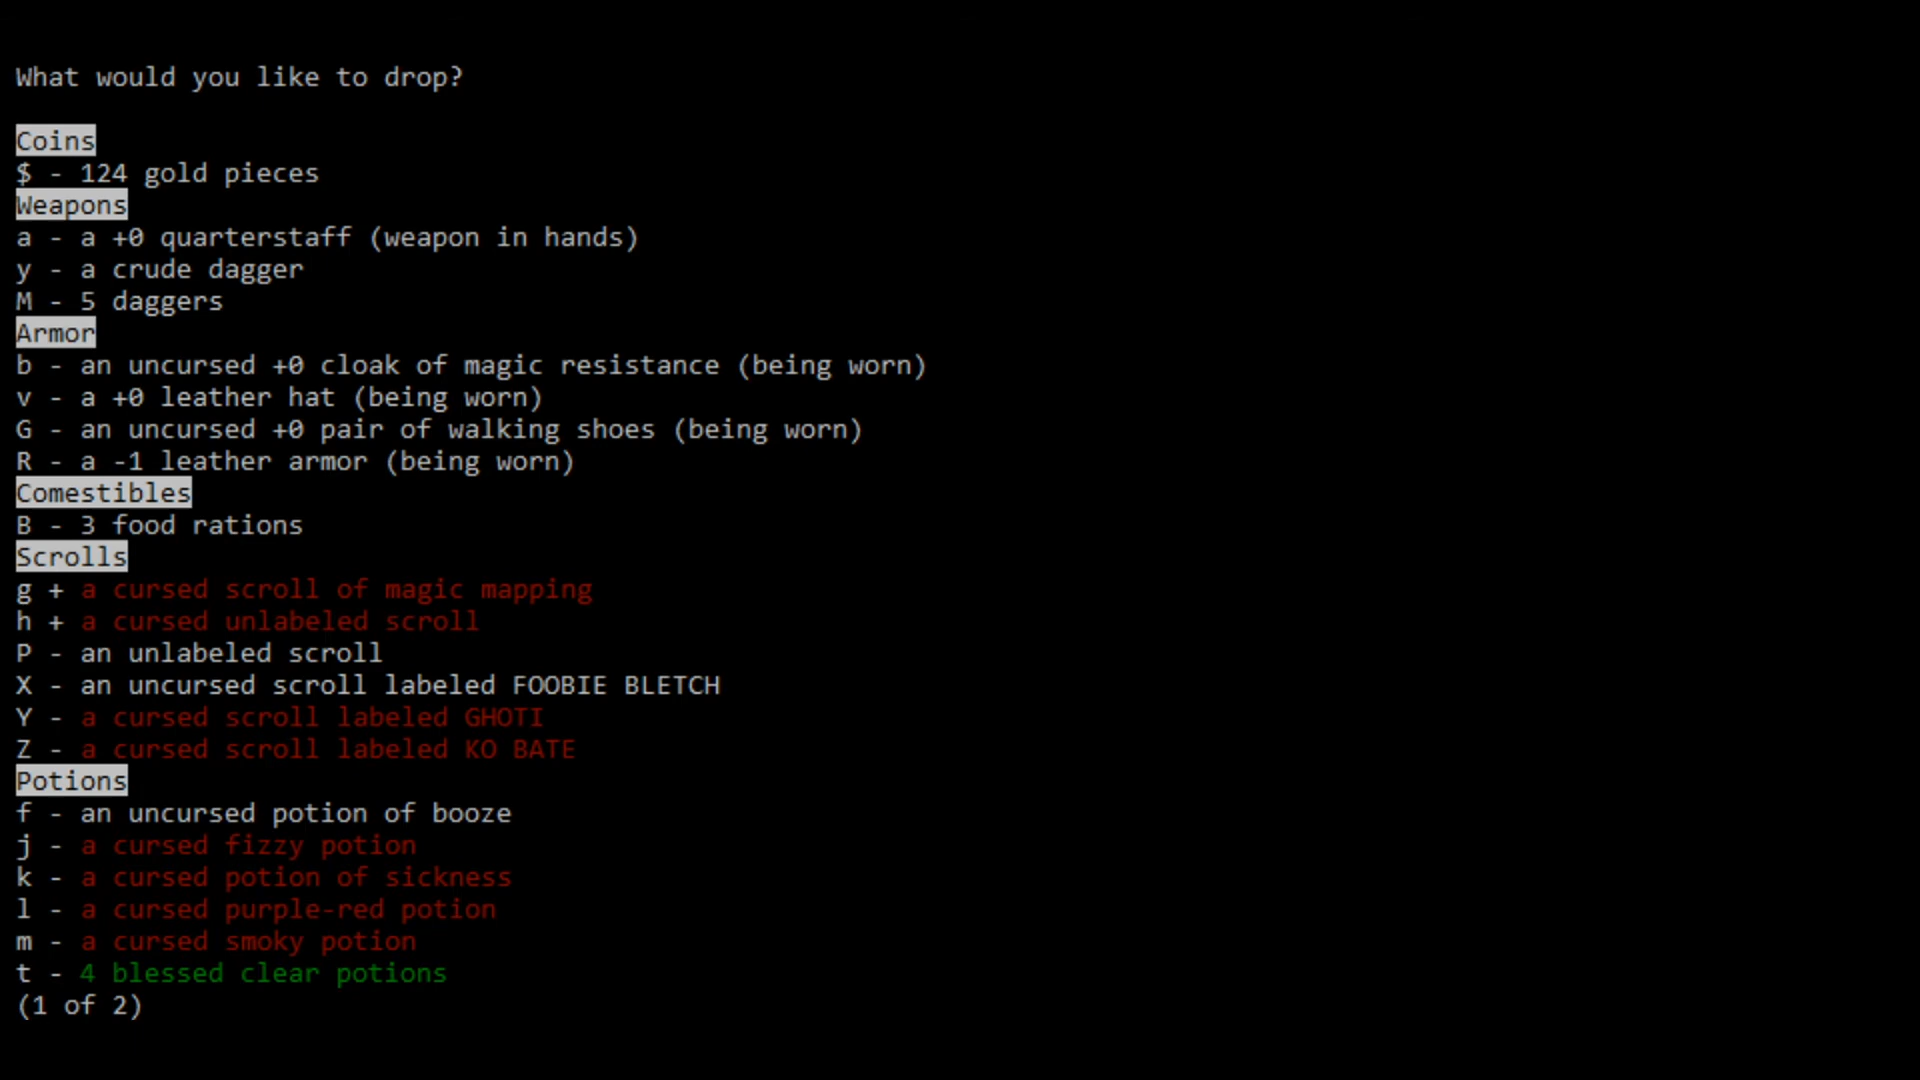 What would you like to drop?
Coins
$ - 124 gold pieces
Weapons
a - a +0 quarterstaff (weapon in hands)
y - a crude dagger
M - 5 daggers
Armor
b - an uncursed +0 cloak of magic resistance (being worn)
v - a +0 leather hat (being worn)
G - an uncursed +0 pair of walking shoes (being worn)
R - a -1 leather armor (being worn)
Comestibles
B - 3 food rations
Scrolls
g + a cursed scroll of magic mapping
h + a cursed unlabeled scroll
P - an unlabeled scroll
X - an uncursed scroll labeled FOOBIE BLETCH
Y - a cursed scroll labeled GHOTI
Z - a cursed scroll labeled KO BATE
Potions
f - an uncursed potion of booze
j - a cursed fizzy potion
k - a cursed potion of sickness
l - a cursed purple-red potion
m - a cursed smoky potion
t - 4 blessed clear potions
(1 of 2)